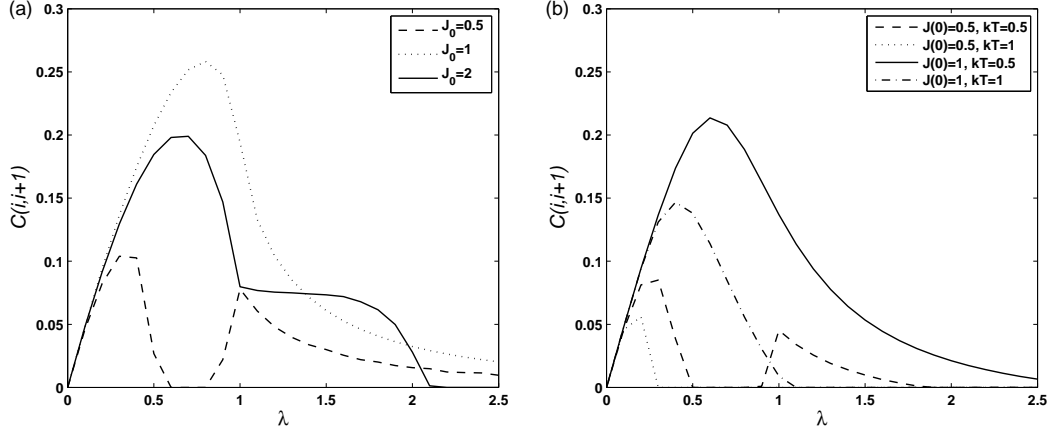 (a)
J0=0.5
J0=1
J0=2
C(i,i+1)
0.3
0.25
0.2
0.15
0.1
0.05
0
0 0.5 1 1.5 2 2.5
λ
(b)
J(0)=0.5, kT=0.5
J(0)=0.5, kT=1
J(0)=1, kT=0.5
J(0)=1, kT=1
C(i,i+1)
0.3
0.25
0.2
0.15
0.1
0.05
0
0 0.5 1 1.5 2 2.5
λ